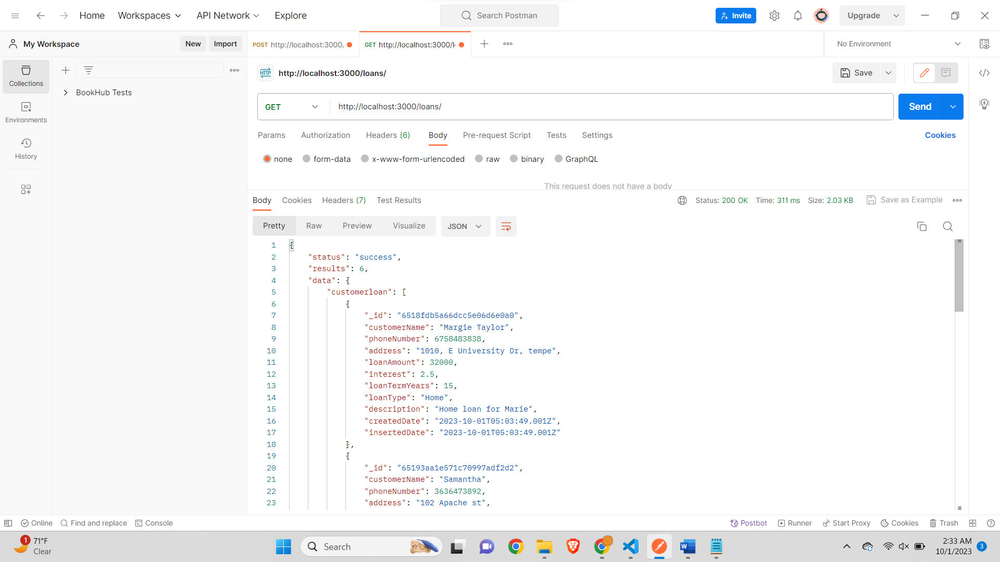 Home Workspaces API Network Explore Search Postman Invite Upgrade
My Workspace New Import POST http://localhost:3000/ GET http://localhost:3000/l No Environment
HTTP http://localhost:3000/loans/ Save
Collections
BookHub Tests
GET http://localhost:3000/loans/ Send
Environments
Params Authorization Headers (6) Body Pre-request Script Tests Settings Cookies
History
none form-data x-www-form-urlencoded raw binary GraphQL
This request does not have a body
Body Cookies Headers (7) Test Results Status: 200 OK Time: 311 ms Size: 2.03 KB Save as Example
Pretty Raw Preview Visualize JSON
1 {
2 "status": "success",
3 "results": 6,
4 "data": {
5 "customerloan": [
6 {
7 "_id": "6518fdb5a66dcc5e06d6e0a0",
8 "customerName": "Margie Taylor",
9 "phoneNumber": 6758483838,
10 "address": "1010, E University Dr, tempe",
11 "loanAmount": 32000,
12 "interest": 2.5,
13 "loanTermYears": 15,
14 "loanType": "Home",
15 "description": "Home loan for Marie",
16 "createdDate": "2023-10-01T05:03:49.001Z",
17 "insertedDate": "2023-10-01T05:03:49.001Z"
18 },
19 {
20 "_id": "65193aa1e571c70997adf2d2",
21 "customerName": "Samantha",
22 "phoneNumber": 3636473892,
23 "address": "102 Apache st",
Online Find and replace Console Postbot Runner Start Proxy Cookies Trash
1 71°F
Clear
Search
W
2:33 AM
10/1/2023
3